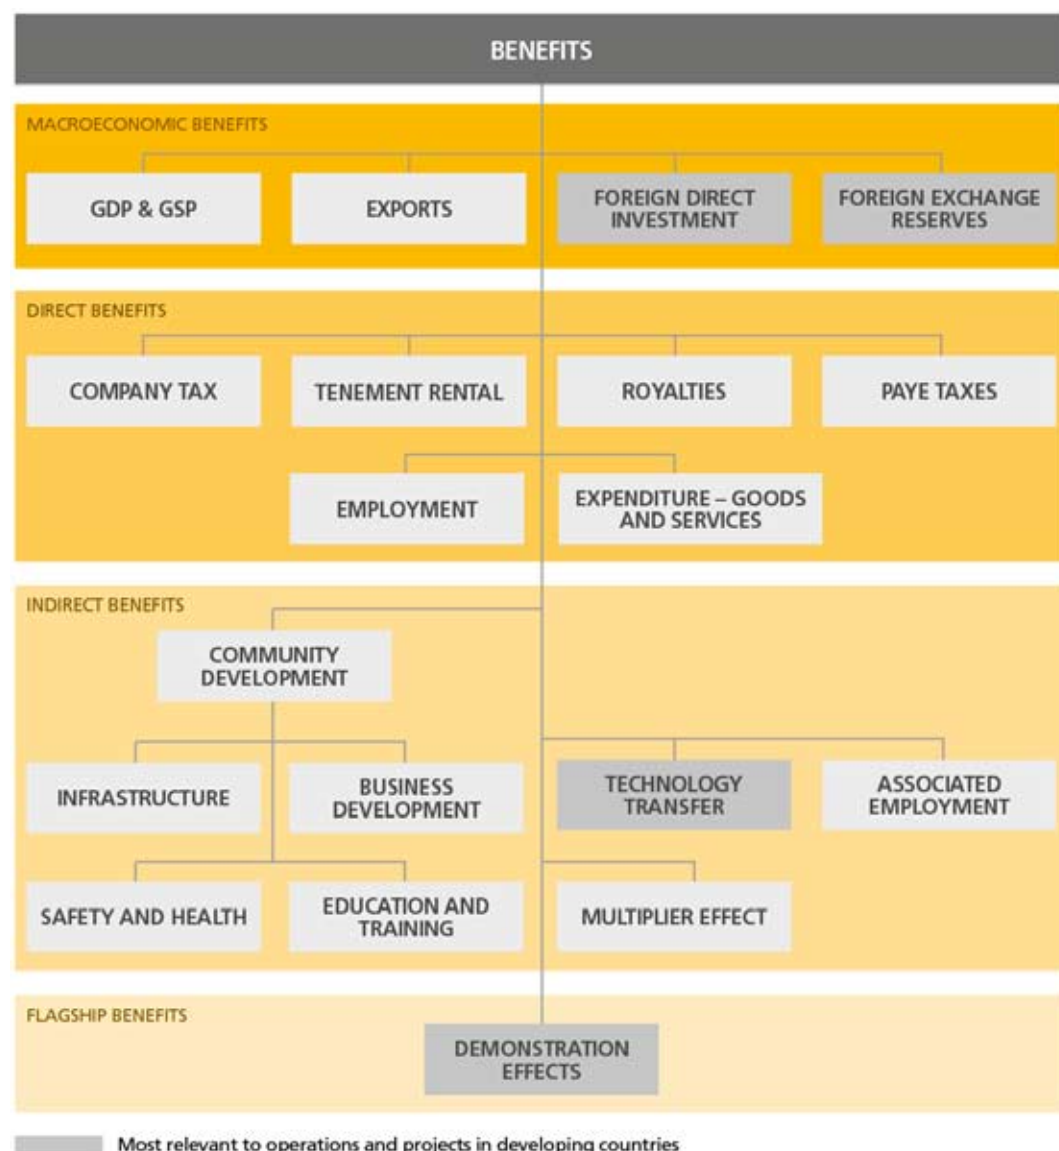 BENEFITS
MACROECONOMIC BENEFITS
GDP & GSP
EXPORTS
FOREIGN DIRECT
INVESTMENT
FOREIGN EXCHANGE
RESERVES
DIRECT BENEFITS
COMPANY TAX
TENEMENT RENTAL
ROYALTIES
PAYE TAXES
EMPLOYMENT
EXPENDITURE – GOODS
AND SERVICES
INDIRECT BENEFITS
COMMUNITY
DEVELOPMENT
INFRASTRUCTURE
BUSINESS
DEVELOPMENT
TECHNOLOGY
TRANSFER
ASSOCIATED
EMPLOYMENT
SAFETY AND HEALTH
EDUCATION AND
TRAINING
MULTIPLIER EFFECT
FLAGSHIP BENEFITS
DEMONSTRATION
EFFECTS
Most relevant to operations and projects in developing countries